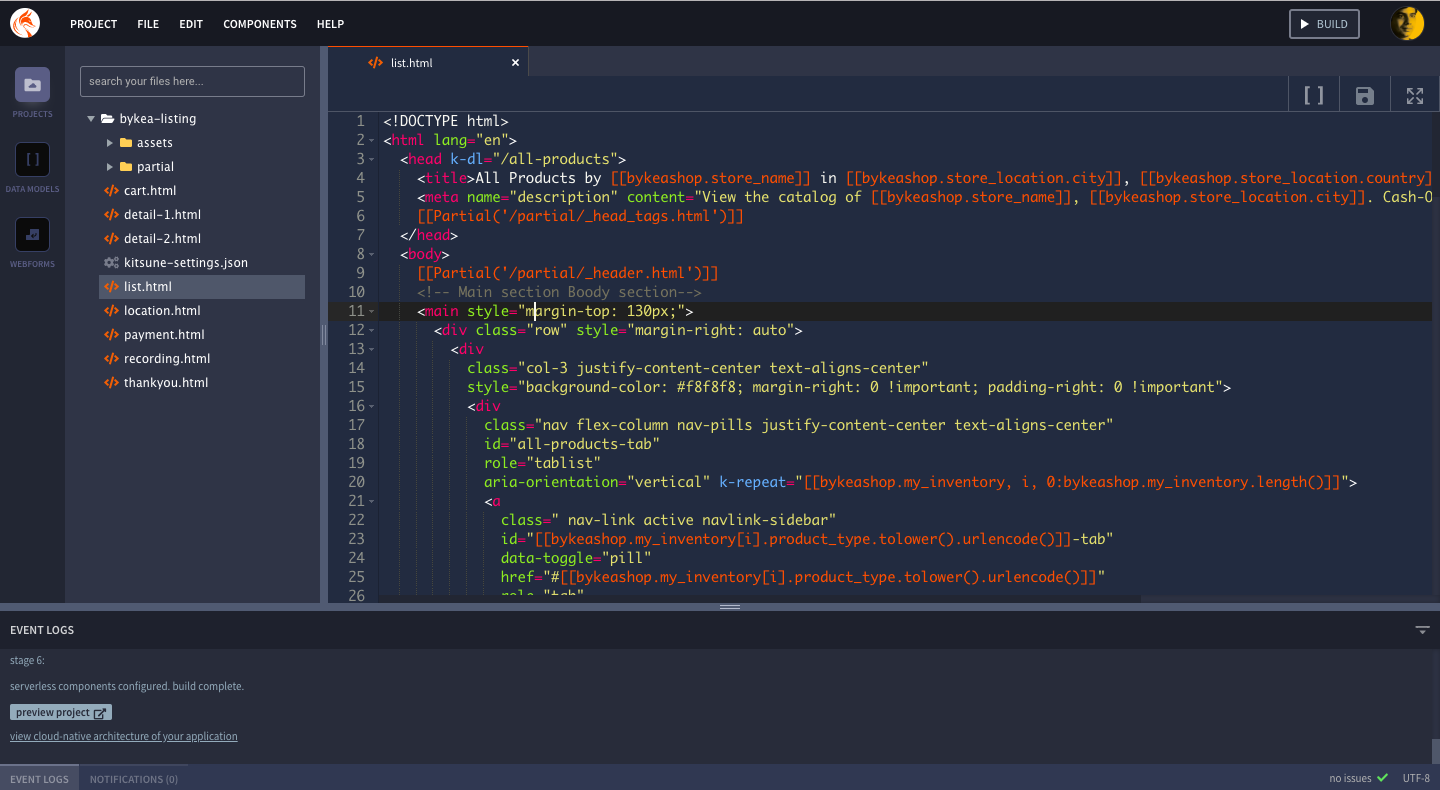 PROJECT FILE EDIT COMPONENTS HELP
BUILD
list.html ×
search your files here...
PROJECTS
DATA MODELS
WEBFORMS
bykea-listing
assets
partial
cart.html
detail-1.html
detail-2.html
kitsune-settings.json
list.html
location.html
payment.html
recording.html
thankyou.html
1 <!DOCTYPE html>
2 <html lang="en">
3 <head k-dl="/all-products">
4 <title>All Products by [[bykeashop.store_name]] in [[bykeashop.store_location.city]], [[bykeashop.store_location.country]
5 <meta name="description" content="View the catalog of [[bykeashop.store_name]], [[bykeashop.store_location.city]]. Cash-O
6 [[Partial('/partial/_head_tags.html')]]
7 </head>
8 <body>
9 [[Partial('/partial/_header.html')]]
10 <!-- Main section Boody section-->
11 <main style="margin-top: 130px;">
12 <div class="row" style="margin-right: auto">
13 <div
14 class="col-3 justify-content-center text-aligns-center"
15 style="background-color: #f8f8f8; margin-right: 0 !important; padding-right: 0 !important">
16 <div
17 class="nav flex-column nav-pills justify-content-center text-aligns-center"
18 id="all-products-tab"
19 role="tablist"
20 aria-orientation="vertical" k-repeat="[[bykeashop.my_inventory, i, 0:bykeashop.my_inventory.length()]]">
21 <a
22 class=" nav-link active navlink-sidebar"
23 id="[[bykeashop.my_inventory[i].product_type.tolower().urlencode()]]-tab"
24 data-toggle="pill"
25 href="#[[bykeashop.my_inventory[i].product_type.tolower().urlencode()]]"
26 role="tab"
EVENT LOGS
stage 6:
serverless components configured. build complete.
preview project
view cloud-native architecture of your application
EVENT LOGS NOTIFICATIONS (0) no issues UTF-8